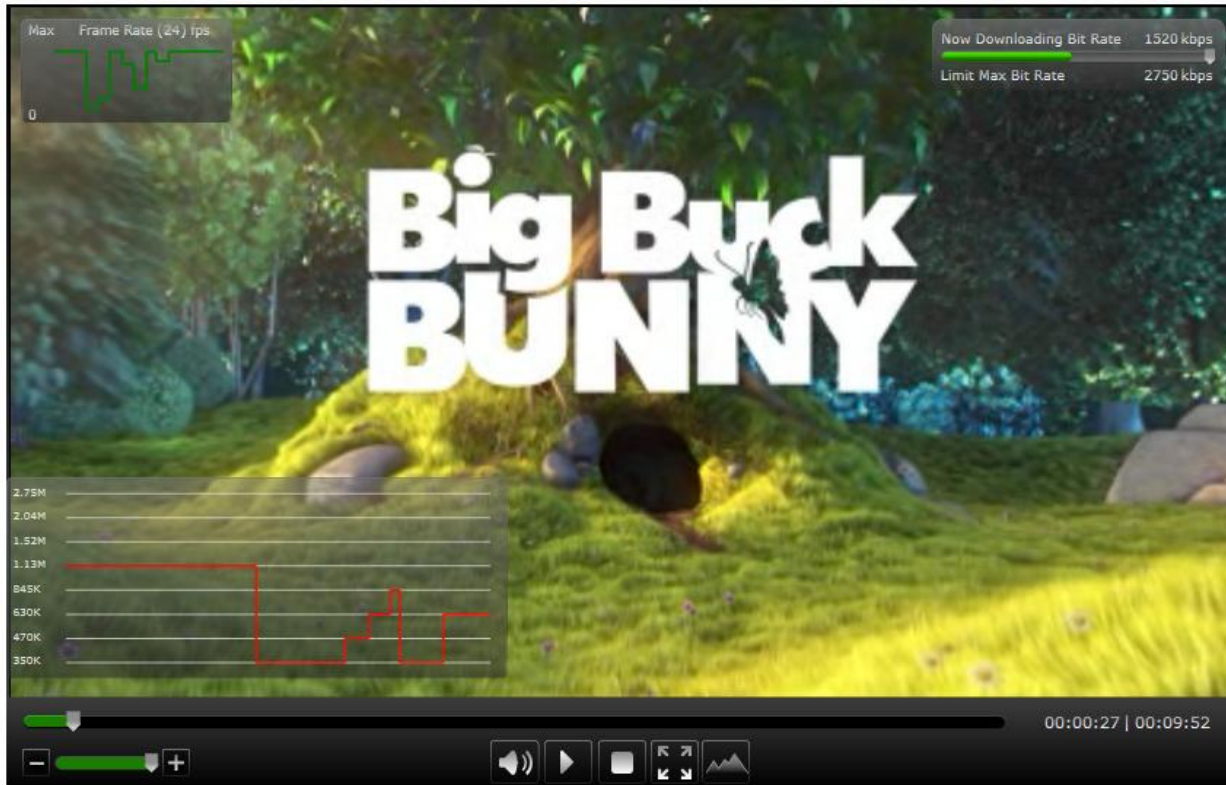 Max Frame Rate (24) fps
0
Now Downloading Bit Rate 1520 kbps
Limit Max Bit Rate 2750 kbps
Big Buck
BUNNY
2.75M
2.04M
1.52M
1.13M
845K
630K
470K
350K
00:00:27 | 00:09:52